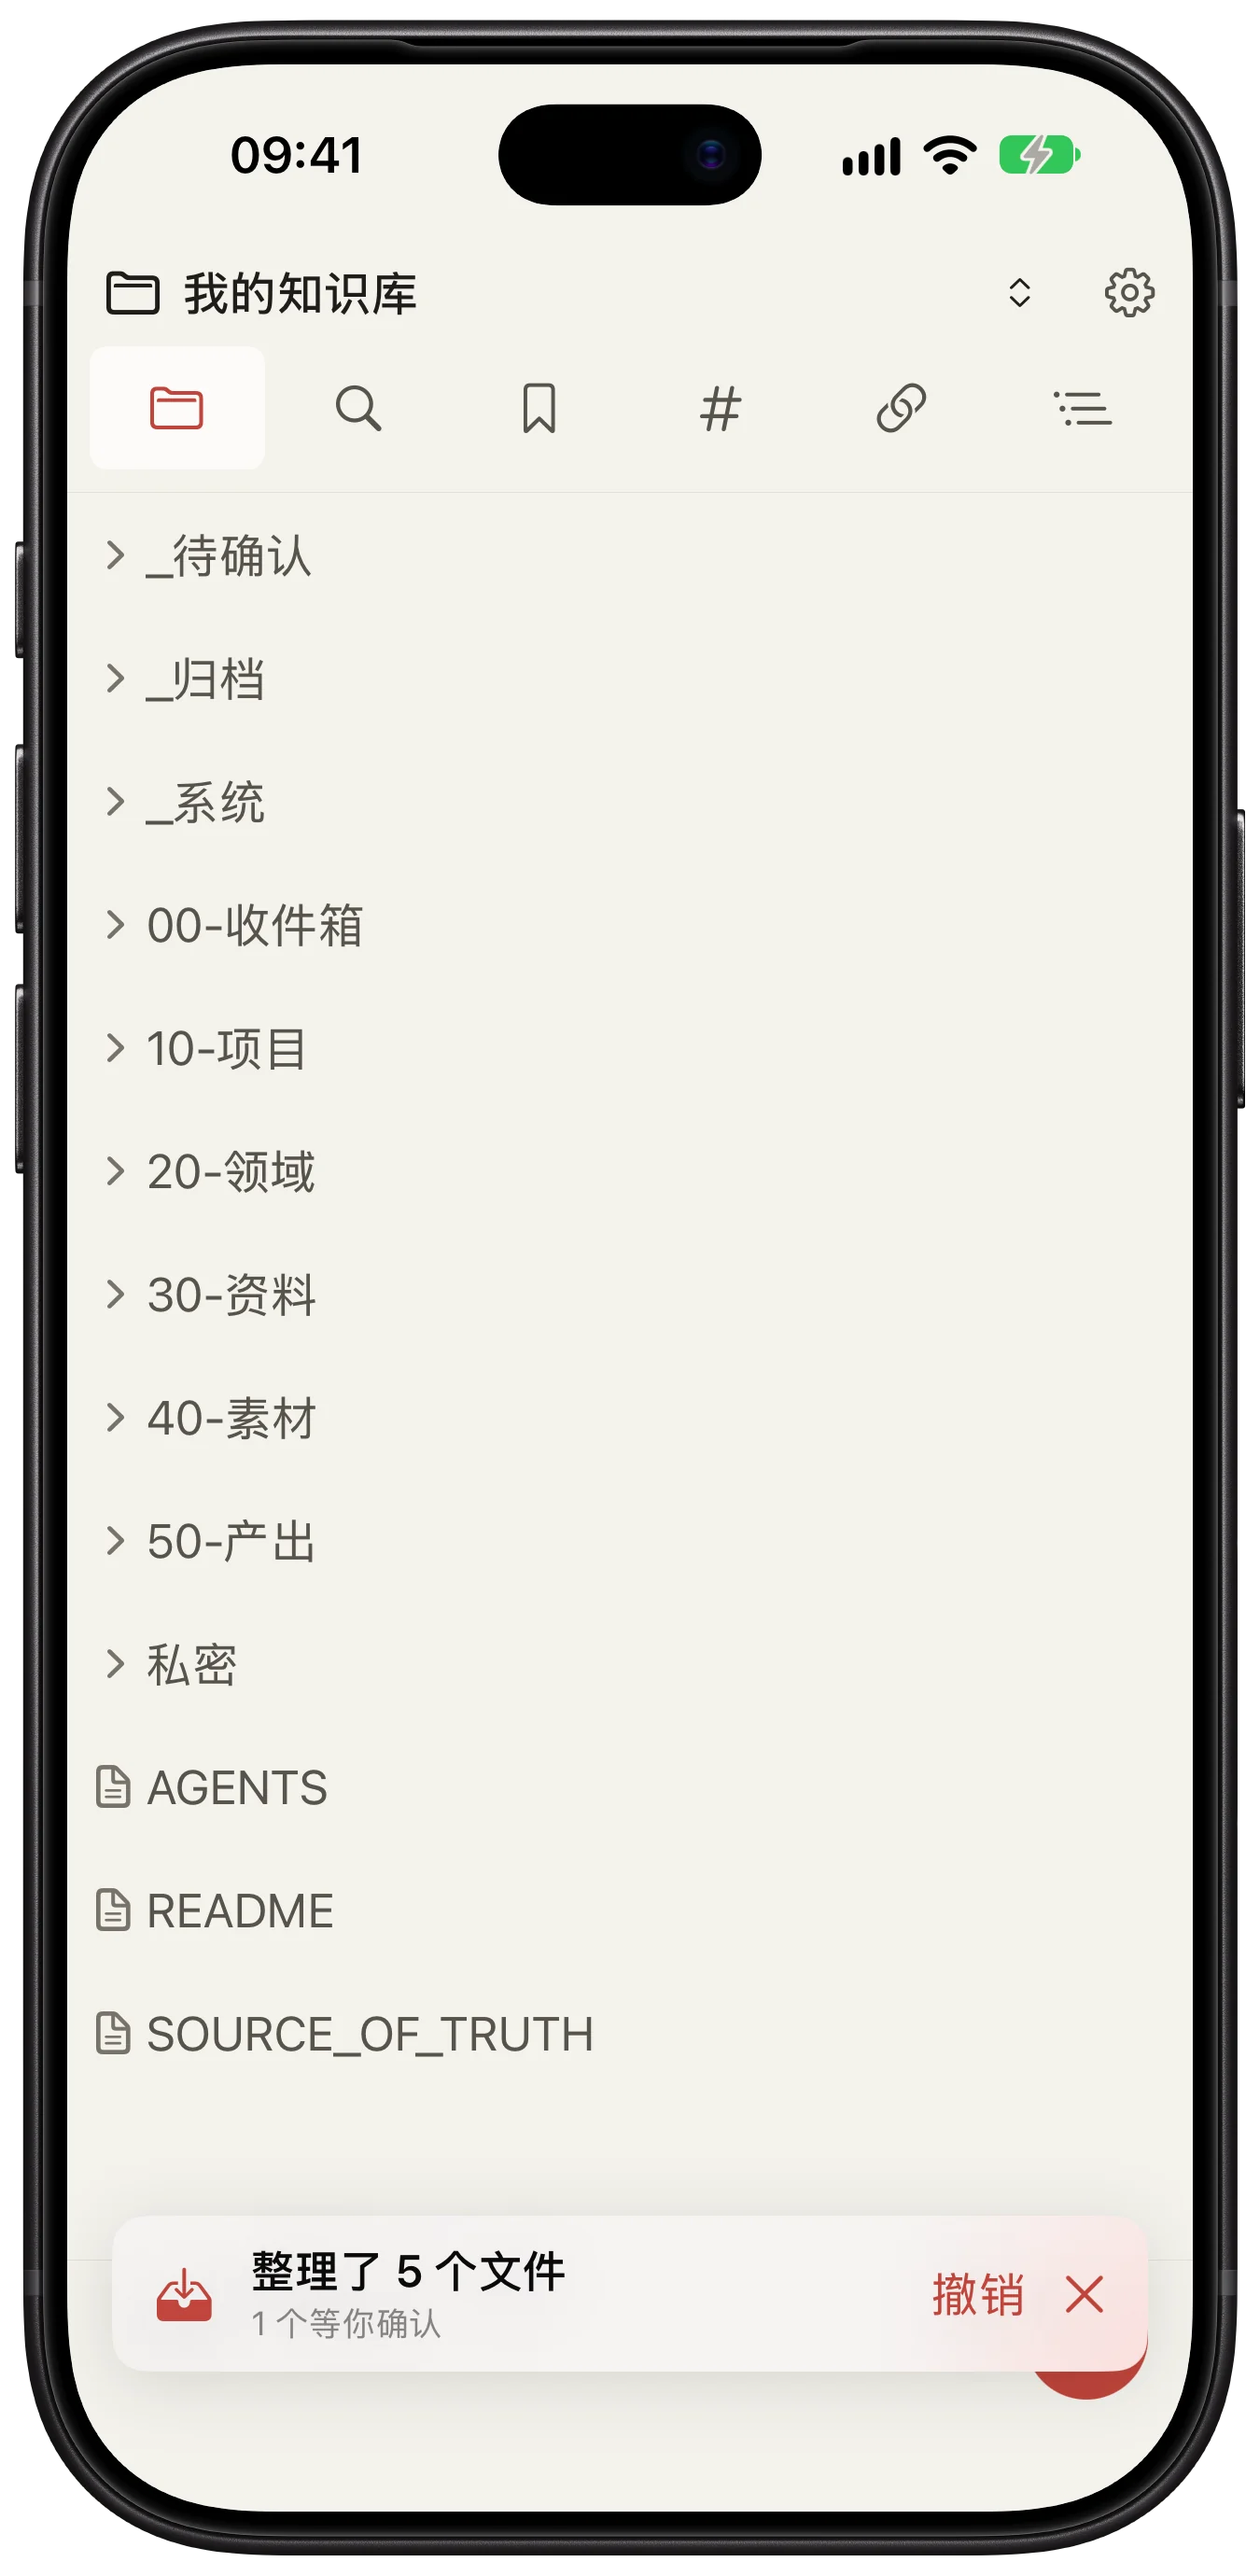 09:41
我的知识库
_待确认
_归档
_系统
00-收件箱
10-项目
20-领域
30-资料
40-素材
50-产出
私密
AGENTS
README
SOURCE_OF_TRUTH
整理了 5 个文件
1 个等你确认
撤销